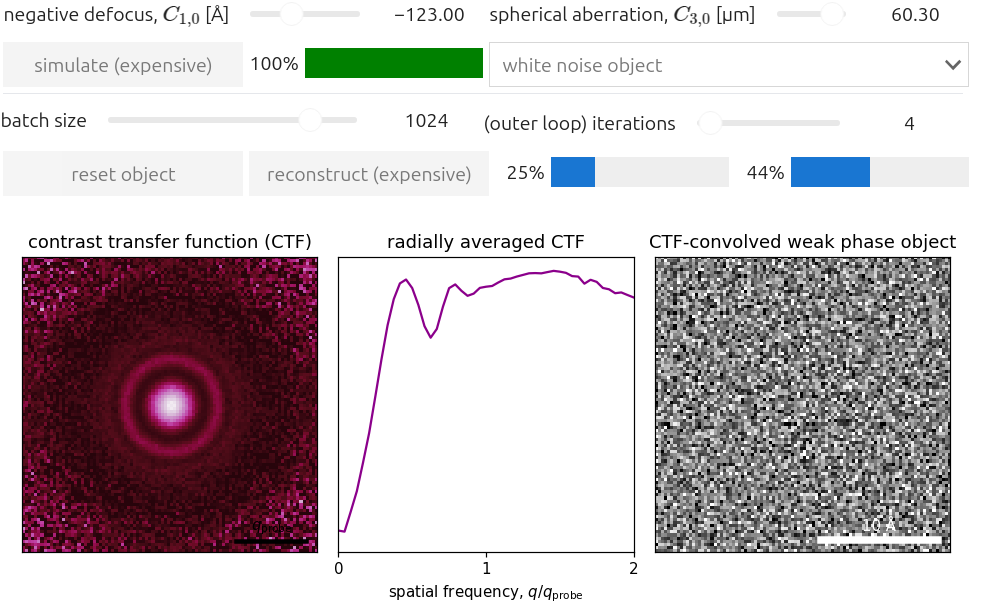 negative defocus, C1,0 [Å] −123.00 spherical aberration, C3,0 [μm] 60.30
simulate (expensive) 100% white noise object
batch size 1024 (outer loop) iterations 4
reset object reconstruct (expensive) 25% 44%
contrast transfer function (CTF) radially averaged CTF CTF-convolved weak phase object
10 Å
0 1 2
spatial frequency, q/qprobe